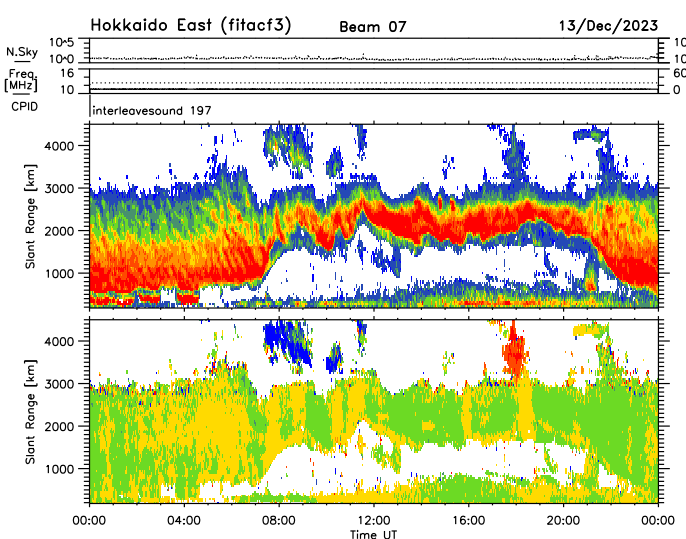 Hokkaido East (fitacf3) Beam 07 13/Dec/2023
10^5 10
N.Sky 10^0 10
Freq. 16 60
[MHz] 10 0
CPID interleavesound 197
4000
3000
2000
1000
Slant Range [km]
4000
3000
2000
1000
Slant Range [km]
00:00 04:00 08:00 12:00 16:00 20:00 00:00
Time UT